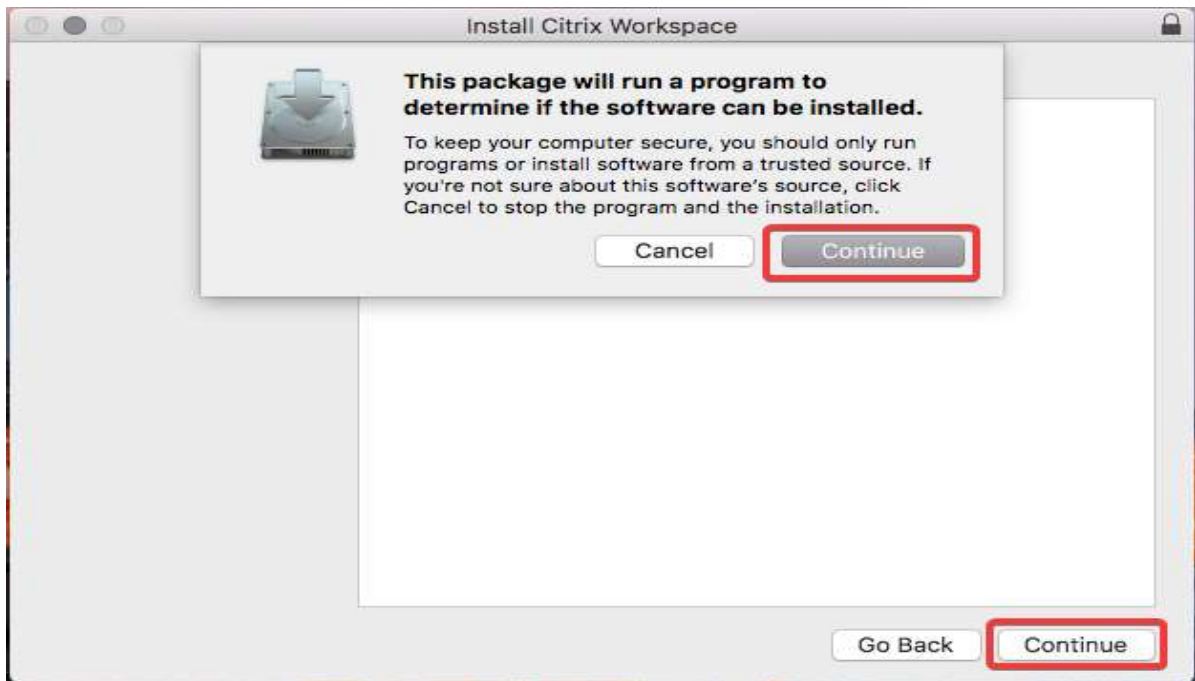 Install Citrix Workspace
This package will run a program to
determine if the software can be installed.
To keep your computer secure, you should only run
programs or install software from a trusted source. If
you're not sure about this software's source, click
Cancel to stop the program and the installation.
Cancel
Continue
Go Back
Continue